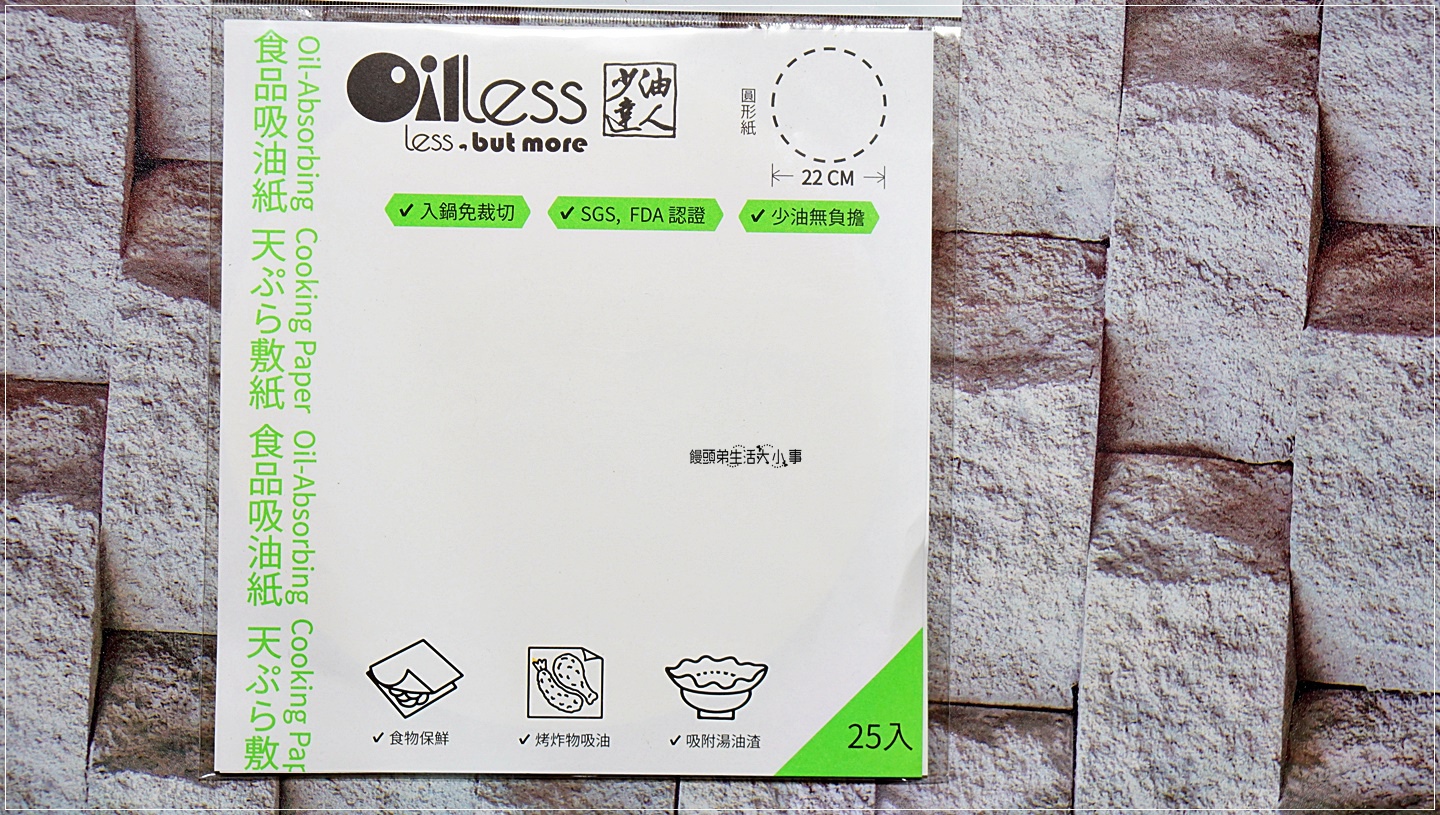 Oil-Absorbing Cooking Paper Oil-Absorbing Cooking Par
食品吸油紙 天ぷら敷紙 食品吸油紙 天ぷら敷
Oilless
less, but more
少油達人
圓形紙
22 CM
✓ 入鍋免裁切
✓ SGS, FDA 認證
✓ 少油無負擔
饅頭弟生活大小事
✓ 食物保鮮
✓ 烤炸物吸油
✓ 吸附湯油渣
25入